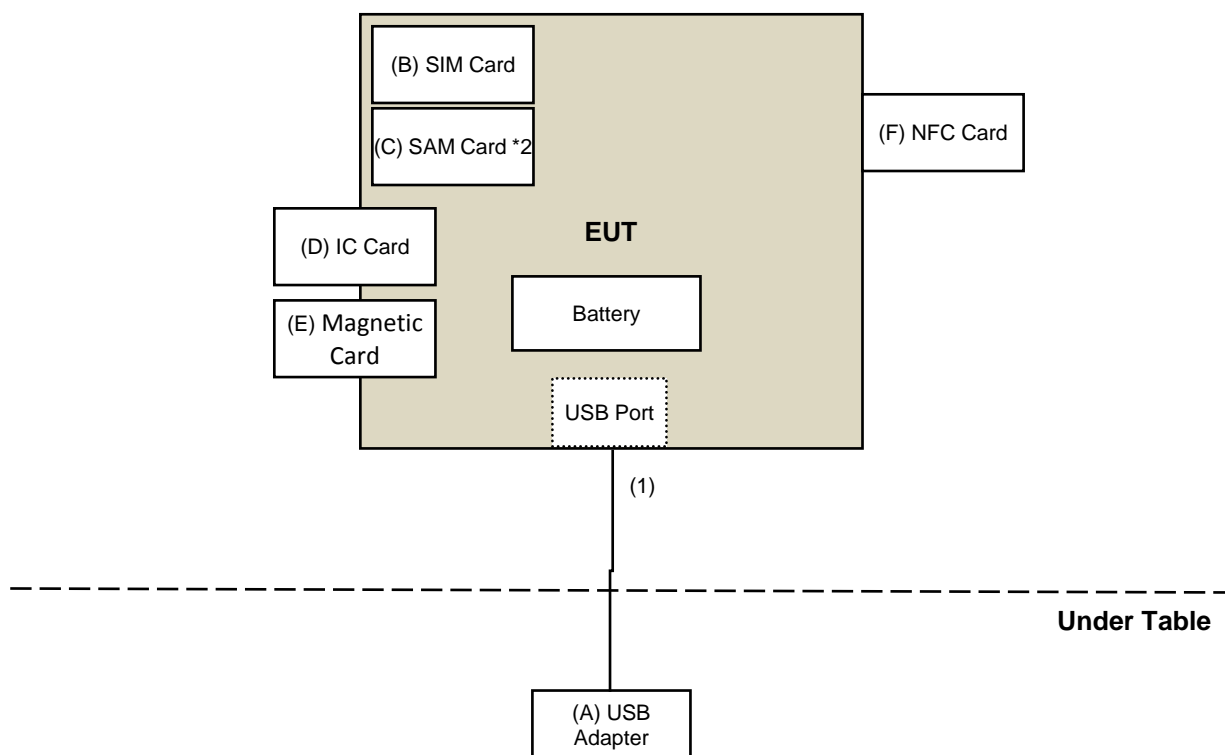 (B) SIM Card
(C) SAM Card *2
(F) NFC Card
(D) IC Card
EUT
(E) Magnetic
Card
Battery
USB Port
(1)
Under Table
(A) USB
Adapter